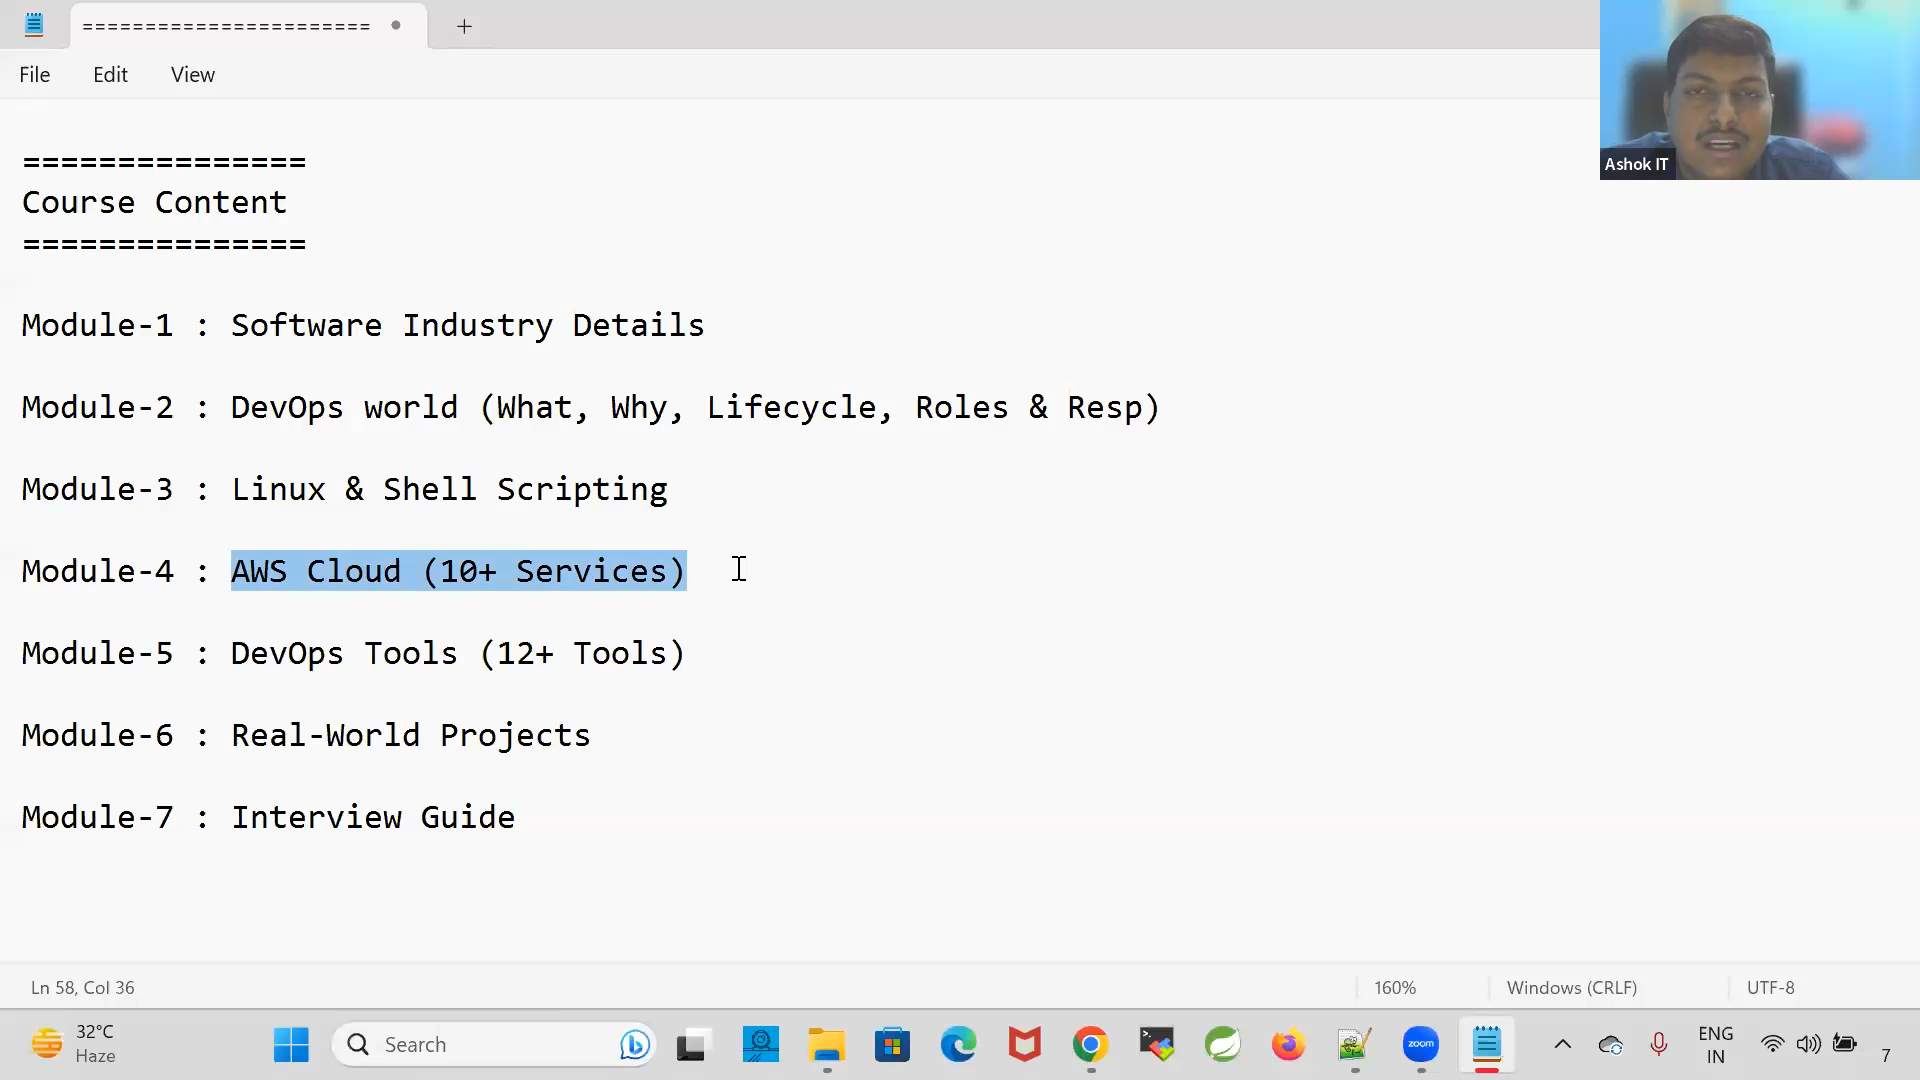 ======================= •
File Edit View
Ashok IT
===============
Course Content
===============
Module-1 : Software Industry Details
Module-2 : DevOps world (What, Why, Lifecycle, Roles & Resp)
Module-3 : Linux & Shell Scripting
Module-4 : AWS Cloud (10+ Services)
Module-5 : DevOps Tools (12+ Tools)
Module-6 : Real-World Projects
Module-7 : Interview Guide
Ln 58, Col 36 160% Windows (CRLF) UTF-8
32°C
Haze
Search
zoom
ENG
IN
7